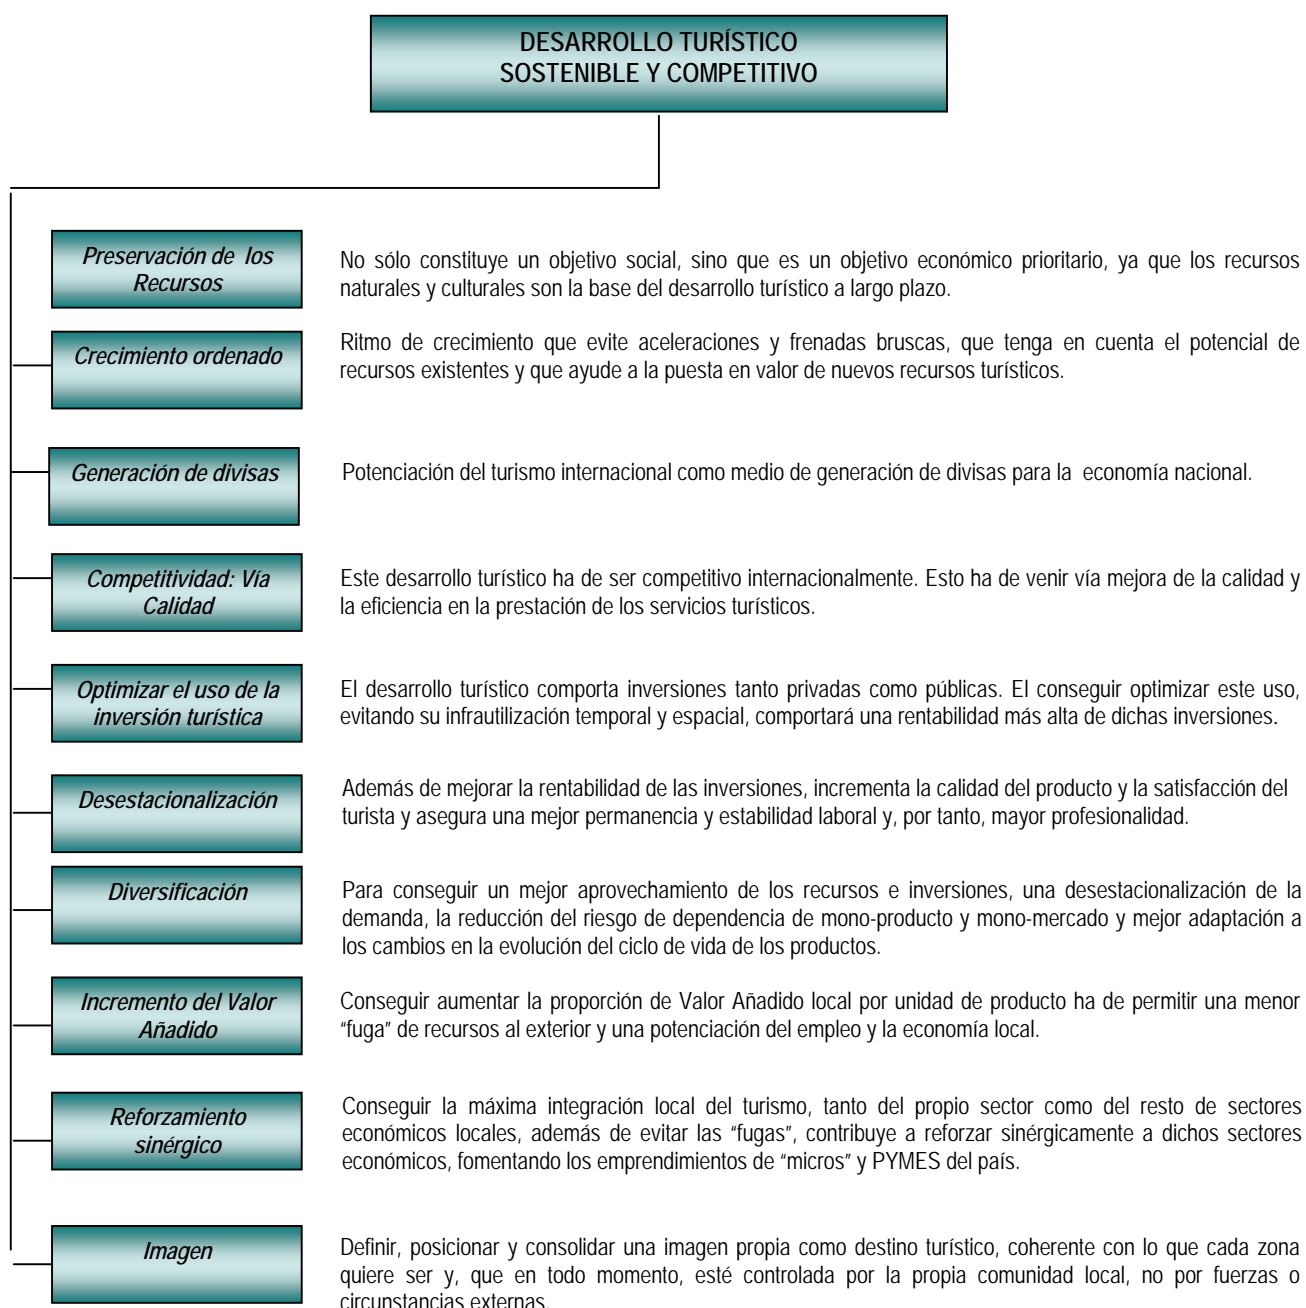 DESARROLLO TURÍSTICO
SOSTENIBLE Y COMPETITIVO
Preservación de los
Recursos
No sólo constituye un objetivo social, sino que es un objetivo económico prioritario, ya que los recursos
naturales y culturales son la base del desarrollo turístico a largo plazo.
Crecimiento ordenado
Ritmo de crecimiento que evite aceleraciones y frenadas bruscas, que tenga en cuenta el potencial de
recursos existentes y que ayude a la puesta en valor de nuevos recursos turísticos.
Generación de divisas
Potenciación del turismo internacional como medio de generación de divisas para la economía nacional.
Competitividad: Vía
Calidad
Este desarrollo turístico ha de ser competitivo internacionalmente. Esto ha de venir vía mejora de la calidad y
la eficiencia en la prestación de los servicios turísticos.
Optimizar el uso de la
inversión turística
El desarrollo turístico comporta inversiones tanto privadas como públicas. El conseguir optimizar este uso,
evitando su infrautilización temporal y espacial, comportará una rentabilidad más alta de dichas inversiones.
Desestacionalización
Además de mejorar la rentabilidad de las inversiones, incrementa la calidad del producto y la satisfacción del
turista y asegura una mejor permanencia y estabilidad laboral y, por tanto, mayor profesionalidad.
Diversificación
Para conseguir un mejor aprovechamiento de los recursos e inversiones, una desestacionalización de la
demanda, la reducción del riesgo de dependencia de mono-producto y mono-mercado y mejor adaptación a
los cambios en la evolución del ciclo de vida de los productos.
Incremento del Valor
Añadido
Conseguir aumentar la proporción de Valor Añadido local por unidad de producto ha de permitir una menor
“fuga” de recursos al exterior y una potenciación del empleo y la economía local.
Reforzamiento
sinérgico
Conseguir la máxima integración local del turismo, tanto del propio sector como del resto de sectores
económicos locales, además de evitar las “fugas”, contribuye a reforzar sinérgicamente a dichos sectores
económicos, fomentando los emprendimientos de “micros” y PYMES del país.
Imagen
Definir, posicionar y consolidar una imagen propia como destino turístico, coherente con lo que cada zona
quiere ser y, que en todo momento, esté controlada por la propia comunidad local, no por fuerzas o
circunstancias externas.